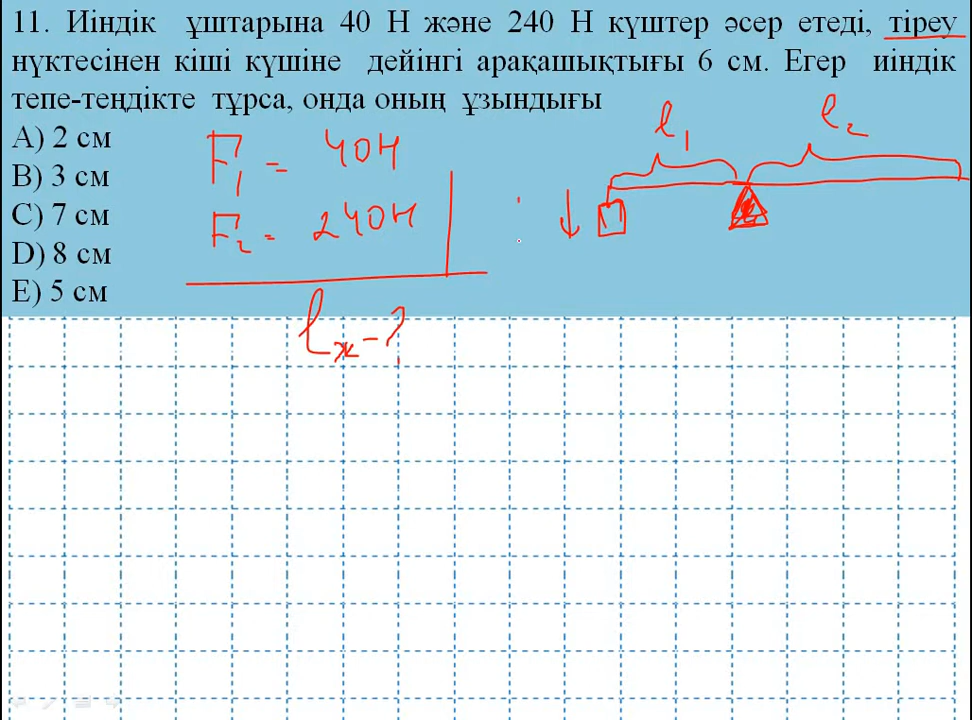 11. Иіндік ұштарына 40 Н және 240 Н күштер әсер етеді, тіреу
нүктесінен кіші күшіне дейінгі арақашықтығы 6 см. Егер иіндік
тепе-теңдікте тұрса, онда оның ұзындығы
A) 2 см
B) 3 см
C) 7 см
D) 8 см
E) 5 см
F₁ = 40Н
F₂ = 240Н
ℓж-?
ℓ₁
ℓ₂